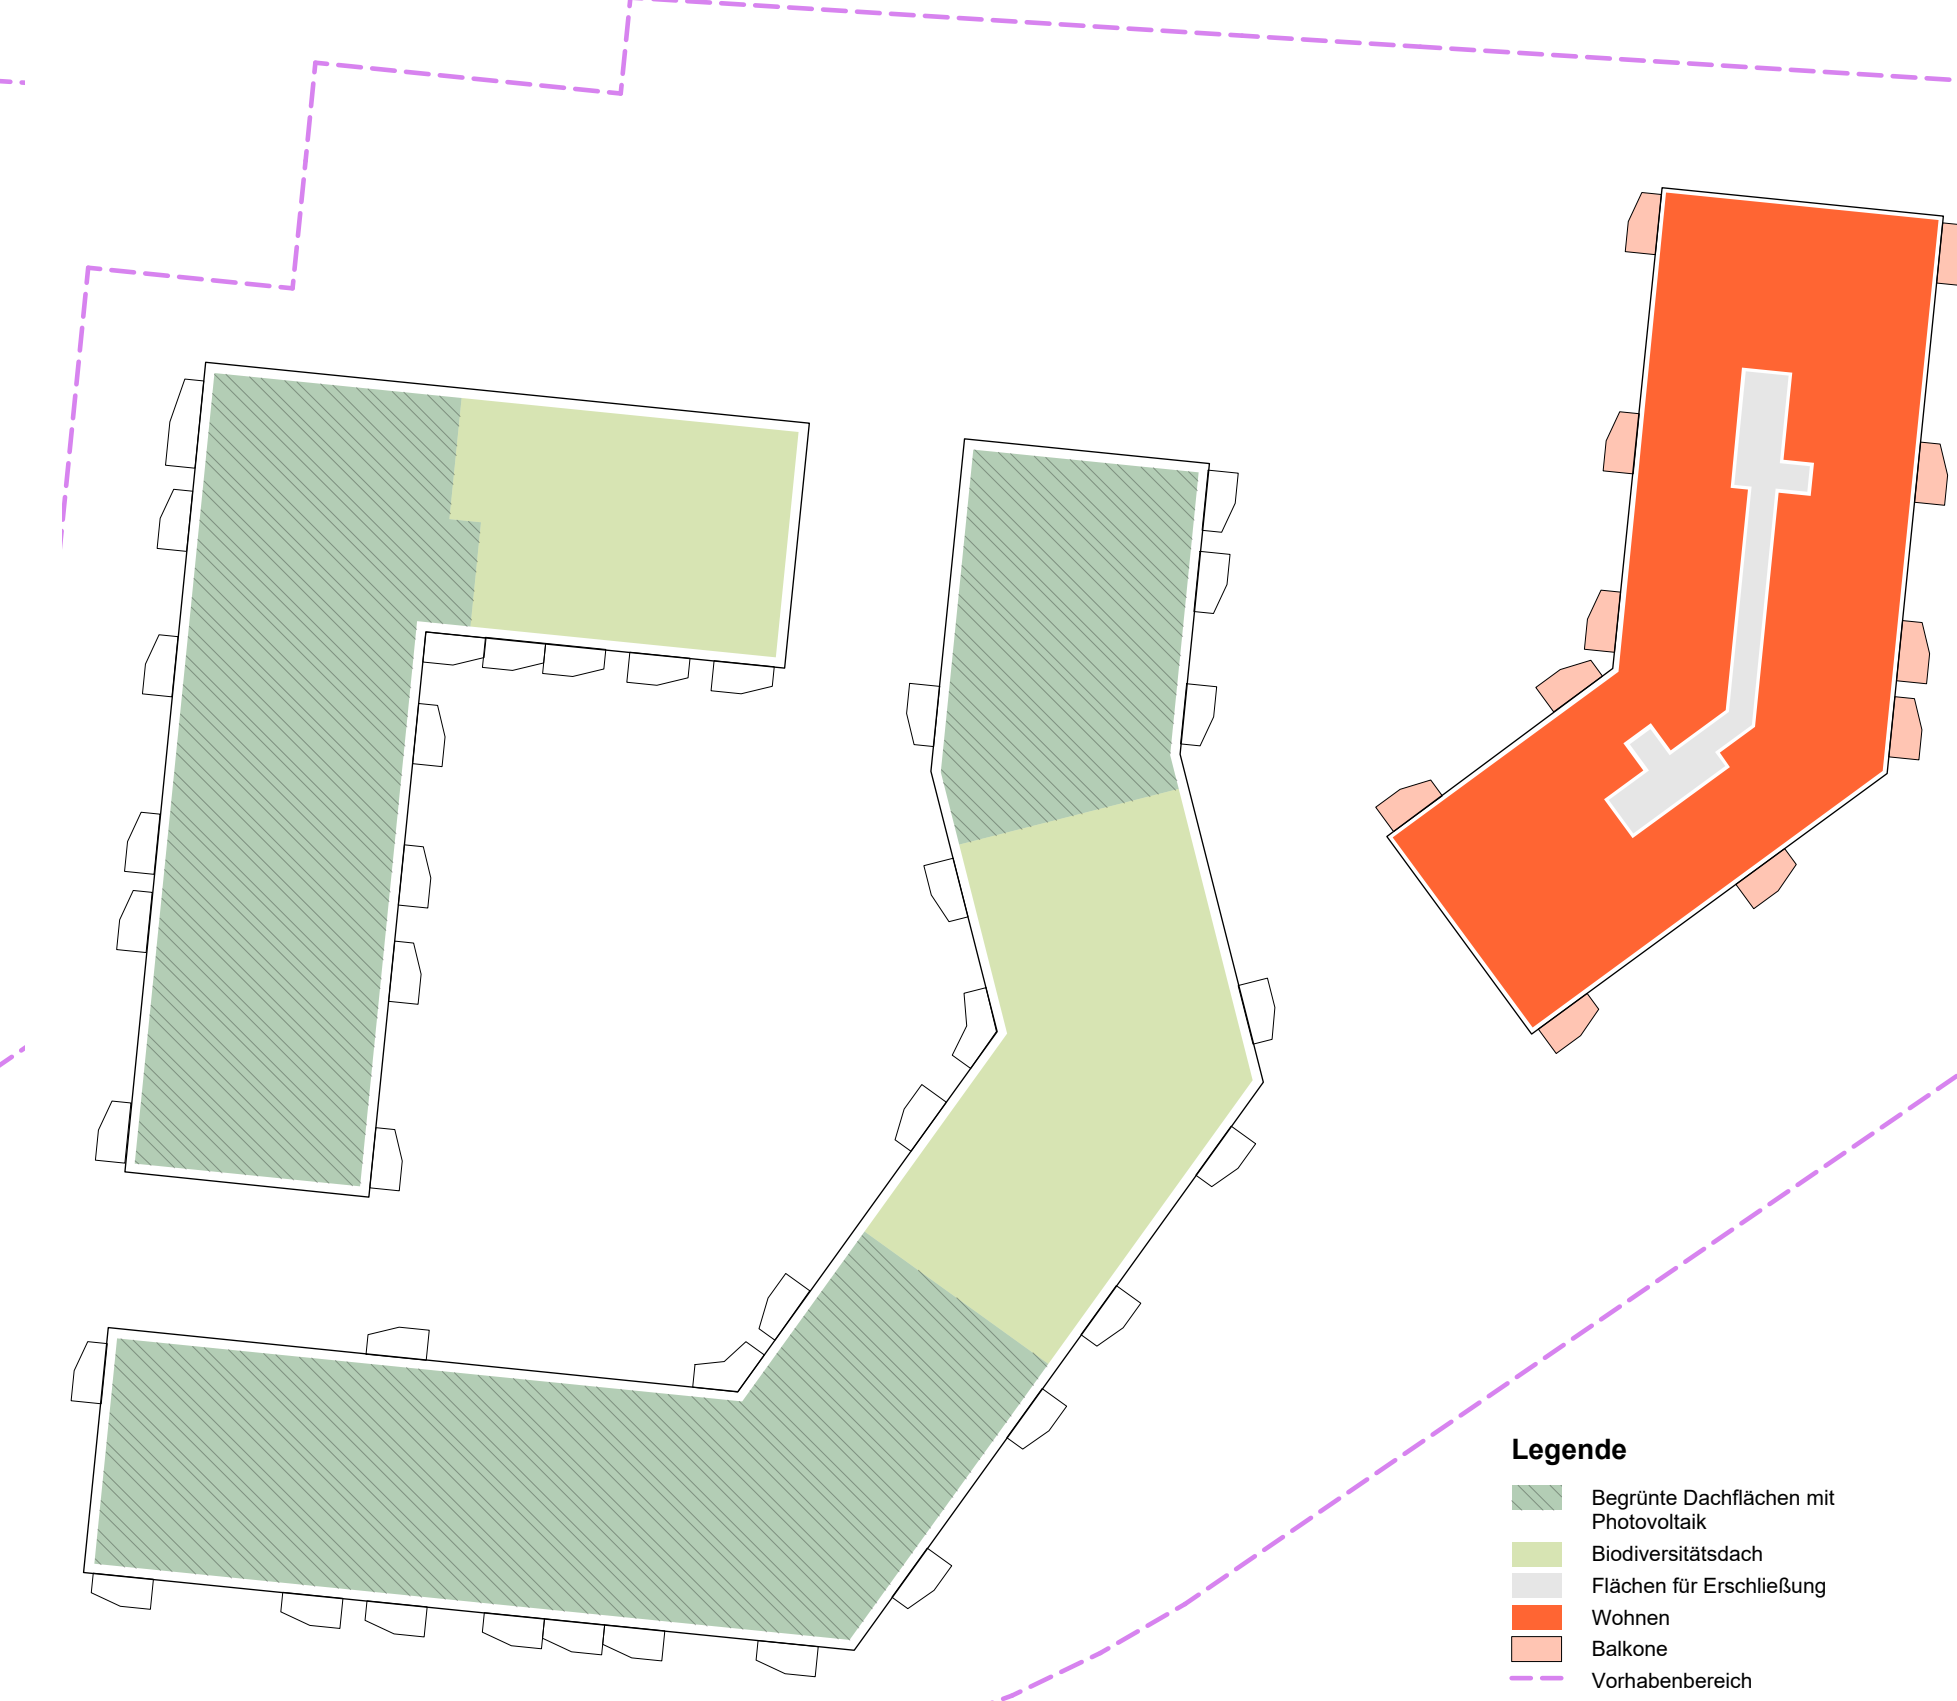 Legende
Begrünte Dachflächen mit
Photovoltaik
Biodiversitätsdach
Flächen für Erschließung
Wohnen
Balkone
Vorhabenbereich